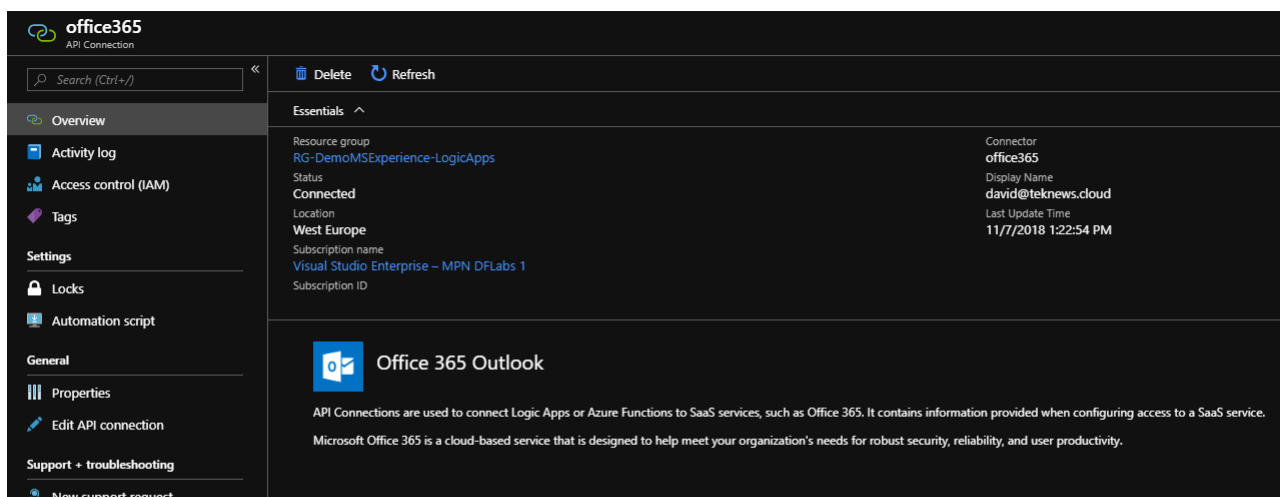 office365
API Connection
Search (Ctrl+/)
«
Overview
Activity log
Access control (IAM)
Tags
Settings
Locks
Automation script
General
Properties
Edit API connection
Support + troubleshooting
New support request
Delete Refresh
Essentials
Resource group
RG-DemoMSExperience-LogicApps
Status
Connected
Location
West Europe
Subscription name
Visual Studio Enterprise – MPN DFLabs 1
Subscription ID
Connector
office365
Display Name
david@teknews.cloud
Last Update Time
11/7/2018 1:22:54 PM
Office 365 Outlook
API Connections are used to connect Logic Apps or Azure Functions to SaaS services, such as Office 365. It contains information provided when configuring access to a SaaS service.
Microsoft Office 365 is a cloud-based service that is designed to help meet your organization's needs for robust security, reliability, and user productivity.